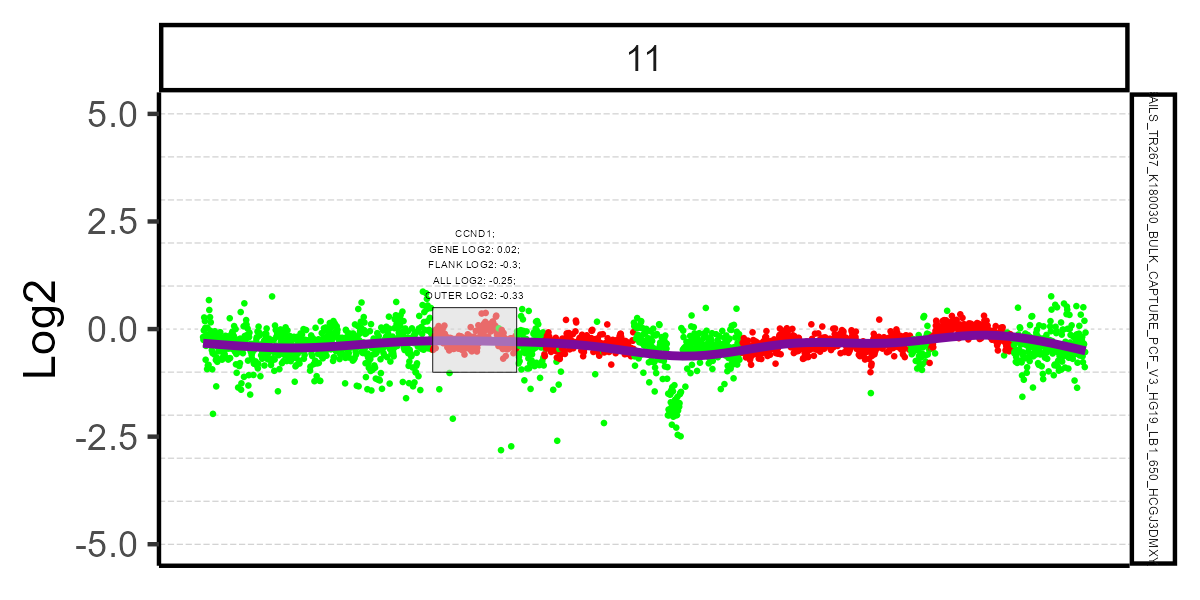 11
5.0
2.5
0.0
-2.5
-5.0
Log2
CCND1;
GENE LOG2: 0.02;
FLANK LOG2: -0.3;
ALL LOG2: -0.25;
OUTER LOG2: -0.33
AILS_TR267_K180030_BULK_CAPTURE_PCF_V3_HG19_LB1_650_HCGJ3DMXY